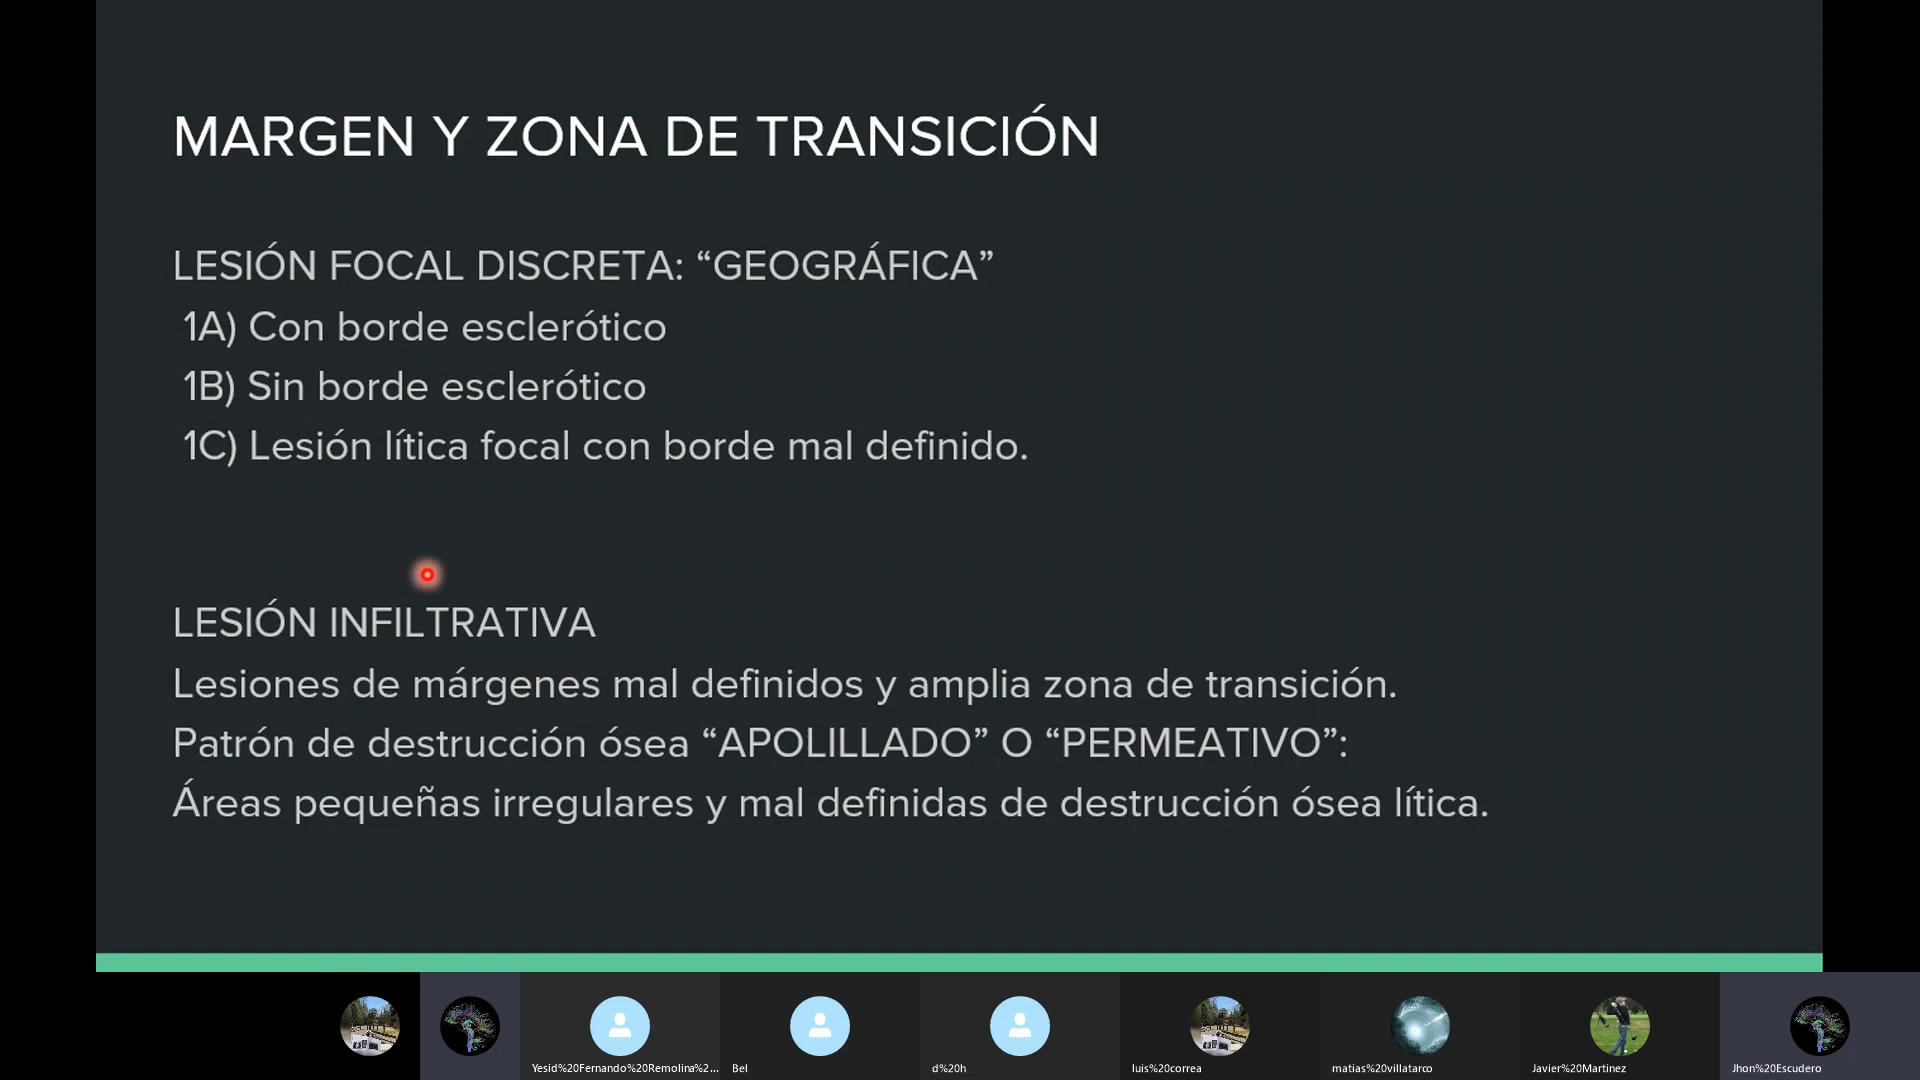 MARGEN Y ZONA DE TRANSICIÓN
LESIÓN FOCAL DISCRETA: “GEOGRÁFICA”
1A) Con borde esclerótico
1B) Sin borde esclerótico
1C) Lesión lítica focal con borde mal definido.
LESIÓN INFILTRATIVA
Lesiones de márgenes mal definidos y amplia zona de transición.
Patrón de destrucción ósea “APOLILLADO” O “PERMEATIVO”:
Áreas pequeñas irregulares y mal definidas de destrucción ósea lítica.
Yesid%20Fernando%20Remolina%2... Bel d%20h luis%20correa matias%20villatarco Javier%20Martinez Jhon%20Escudero